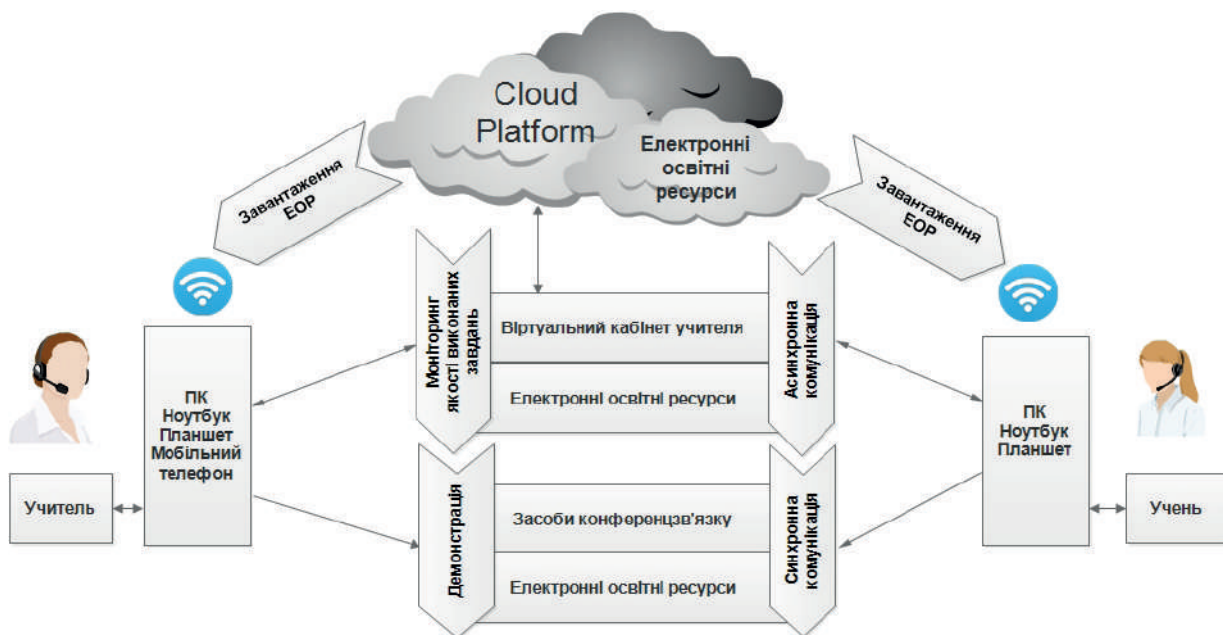 Cloud
Platform
Електронні
освітні
ресурси
Завантаження
ЕОР
Завантаження
ЕОР
Моніторинг
якості виконаних
завдань
Віртуальний кабінет учителя
Електронні освітні ресурси
Асинхронна
комунікація
ПК
Ноутбук
Планшет
Мобільний
телефон
ПК
Ноутбук
Планшет
Учитель
Учень
Демонстрація
Засоби конференцзв'язку
Електронні освітні ресурси
Синхронна
комунікація